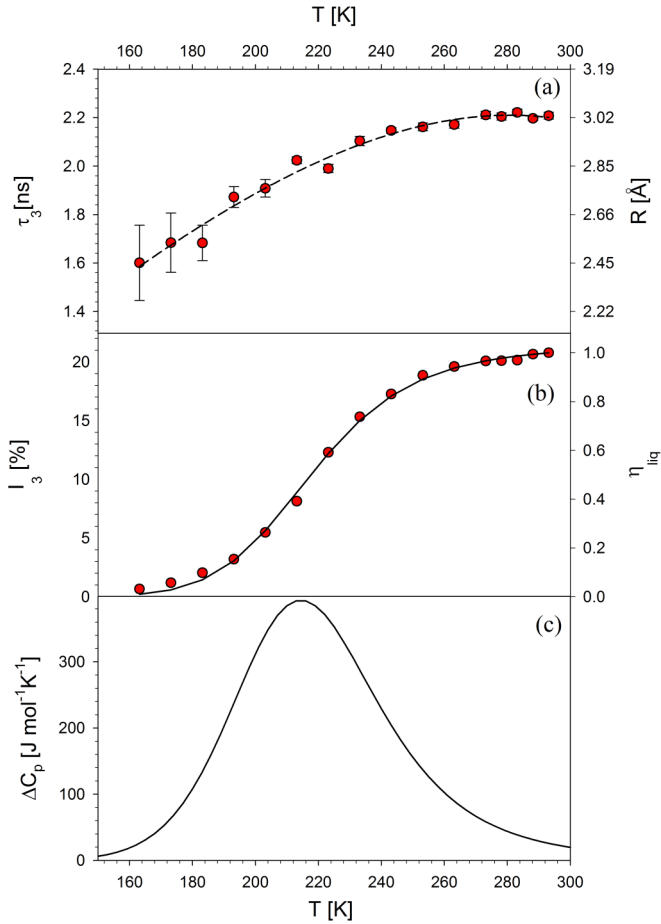 T [K]
160 180 200 220 240 260 280 300
(a)
τ3[ns]
2.4
2.2
2.0
1.8
1.6
1.4
3.19
3.02
2.85
2.66
2.45
2.22
R [Å]
(b)
I3 [%]
20
15
10
5
0
1.0
0.8
0.6
0.4
0.2
0.0
ηliq
(c)
ΔCp [J mol⁻¹K⁻¹]
300
200
100
0
160 180 200 220 240 260 280 300
T [K]